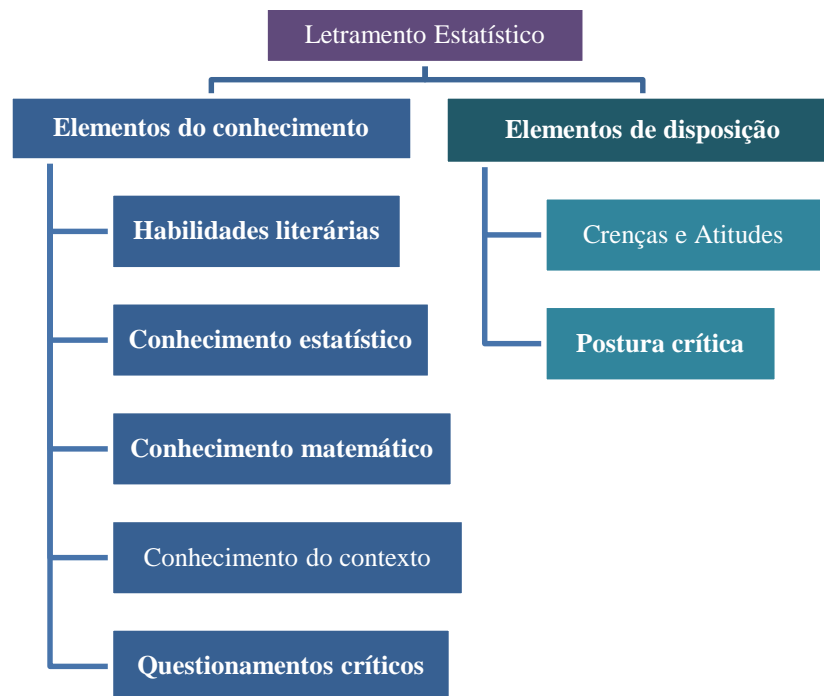 Letramento Estatístico
Elementos do conhecimento
Habilidades literárias
Conhecimento estatístico
Conhecimento matemático
Conhecimento do contexto
Questionamentos críticos
Elementos de disposição
Crenças e Atitudes
Postura crítica